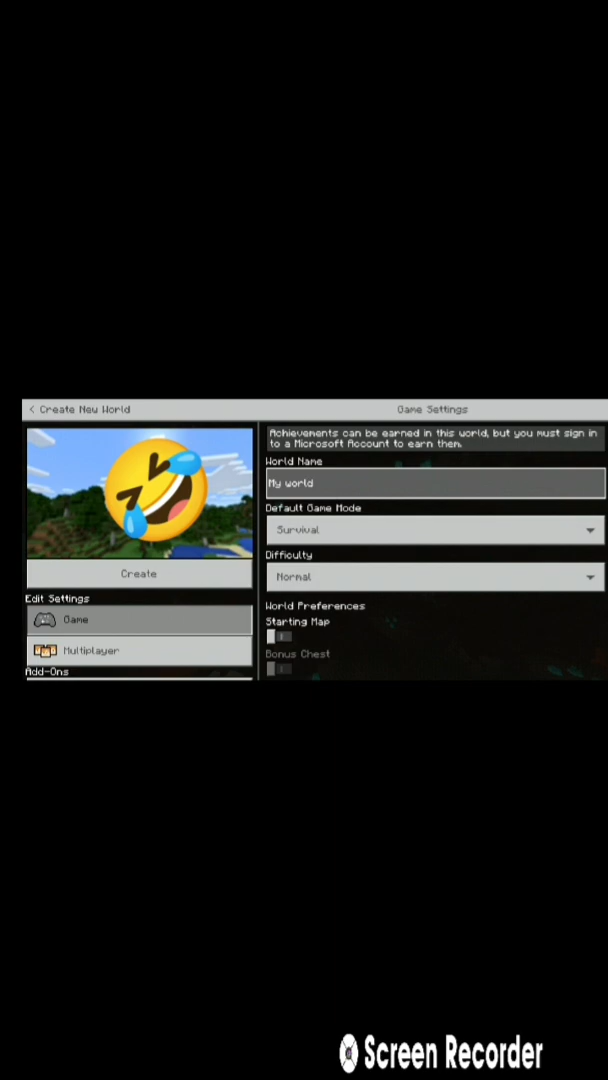 < Create New World
Game Settings
Achievements can be earned in this world, but you must sign in
to a Microsoft Account to earn them.
World Name
My world
Default Game Mode
Survival
Difficulty
Normal
World Preferences
Starting Map
Bonus Chest
Create
Edit Settings
Game
Multiplayer
Add-Ons
Screen Recorder